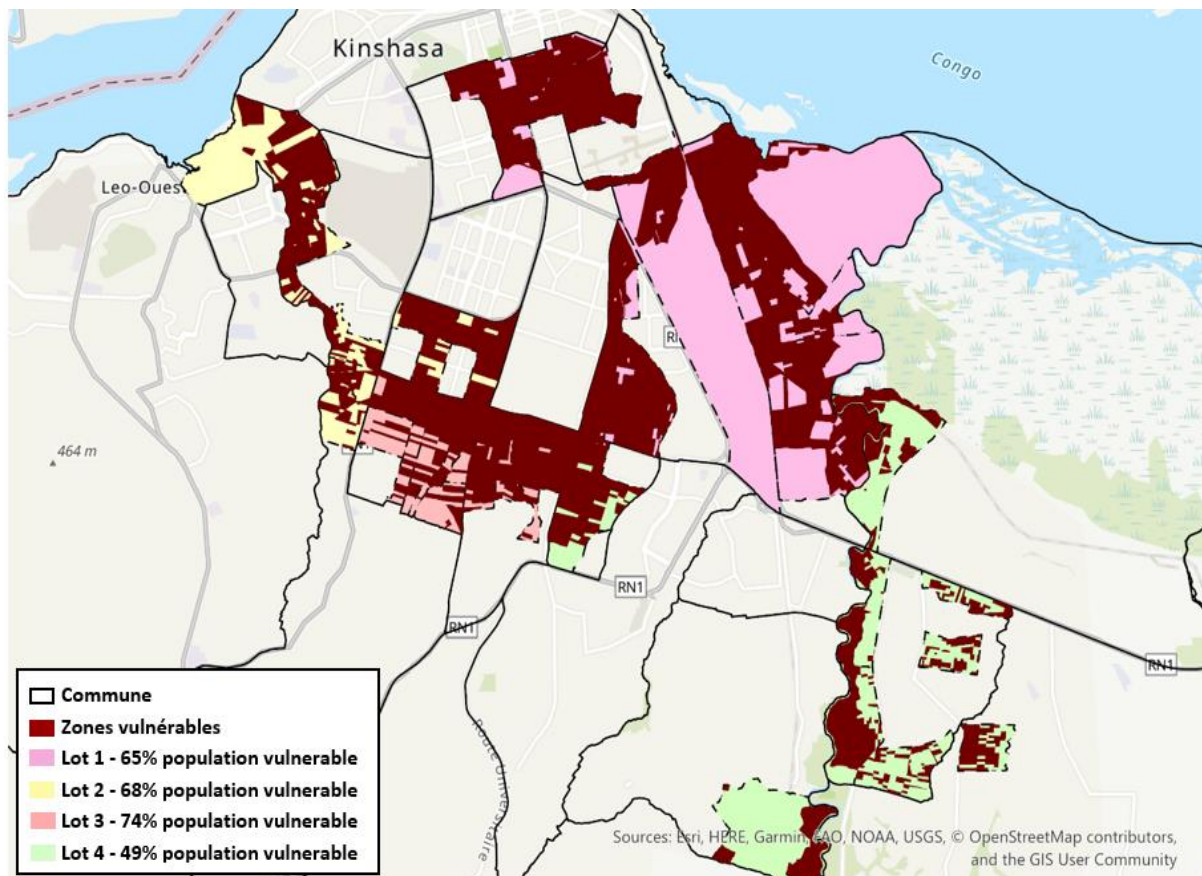 Kinshasa
Congo
Leo-Oues
RI
464 m
RN1
RN1
RN1
Route Universitaire
Commune
Zones vulnérables
Lot 1 - 65% population vulnerable
Lot 2 - 68% population vulnerable
Lot 3 - 74% population vulnerable
Lot 4 - 49% population vulnerable
Sources: Esri, HERE, Garmin, FAO, NOAA, USGS, © OpenStreetMap contributors,
and the GIS User Community